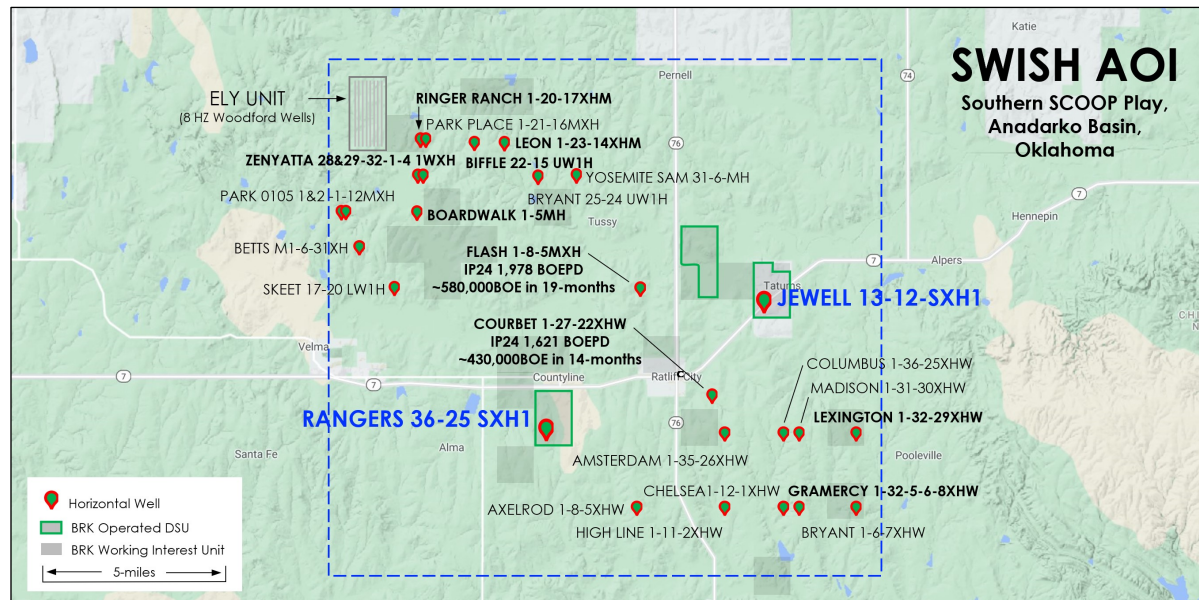 Katie
SWISH AOI
Southern SCOOP Play,
Anadarko Basin,
Oklahoma
74
Pernell
ELY UNIT
(8 HZ Woodford Wells)
RINGER RANCH 1-20-17XHM
PARK PLACE 1-21-16MXH
LEON 1-23-14XHM
76
ZENYATTA 28&29-32-1-4 1WXH
BIFFLE 22-15 UW1H
YOSEMITE SAM 31-6-MH
PARK 0105 1&2 -1-12MXH
BRYANT 25-24 UW1H
7
BOARDWALK 1-5MH
Tussy
Hennepin
BETTS M1-6-31XH
FLASH 1-8-5MXH
IP24 1,978 BOEPD
~580,000BOE in 19-months
7
Alpers
7
SKEET 17-20 LW1H
Tatums
JEWELL 13-12-SXH1
COURBET 1-27-22XHW
IP24 1,621 BOEPD
~430,000BOE in 14-months
Velma
COLUMBUS 1-36-25XHW
7
7
Countyline
Ratliff City
MADISON 1-31-30XHW
RANGERS 36-25 SXH1
76
LEXINGTON 1-32-29XHW
Santa Fe
Alma
AMSTERDAM 1-35-26XHW
Pooleville
CHELSEA1-12-1XHW
GRAMERCY 1-32-5-6-8XHW
AXELROD 1-8-5XHW
HIGH LINE 1-11-2XHW
BRYANT 1-6-7XHW
Horizontal Well
BRK Operated DSU
BRK Working Interest Unit
5-miles